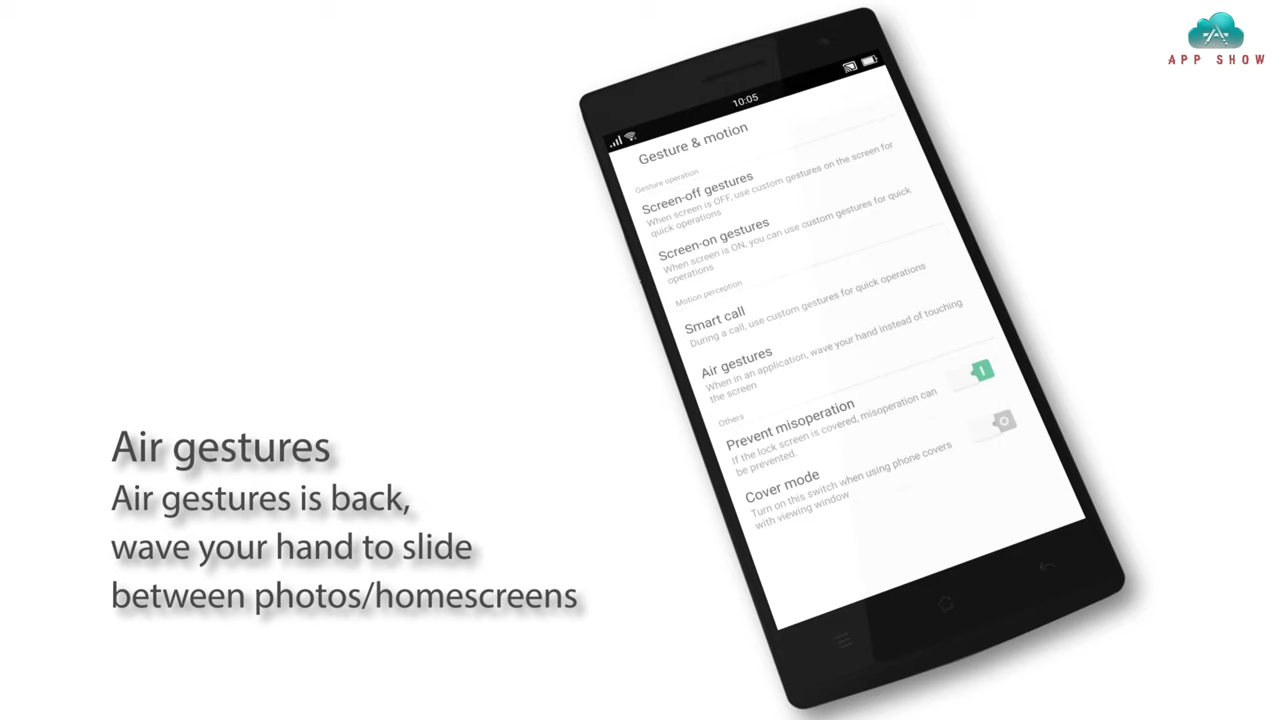 APP SHOW
10:05
Gesture & motion
Gesture operation
Screen-off gestures
When screen is OFF, use custom gestures on the screen for
quick operations
Screen-on gestures
When screen is ON, you can use custom gestures for quick
operations
Motion perception
Smart call
During a call, use custom gestures for quick operations
Air gestures
When in an application, wave your hand instead of touching
the screen
Others
Prevent misoperation
If the lock screen is covered, misoperation can
be prevented.
Cover mode
Turn on this switch when using phone covers
with viewing window
Air gestures
Air gestures is back,
wave your hand to slide
between photos/homescreens